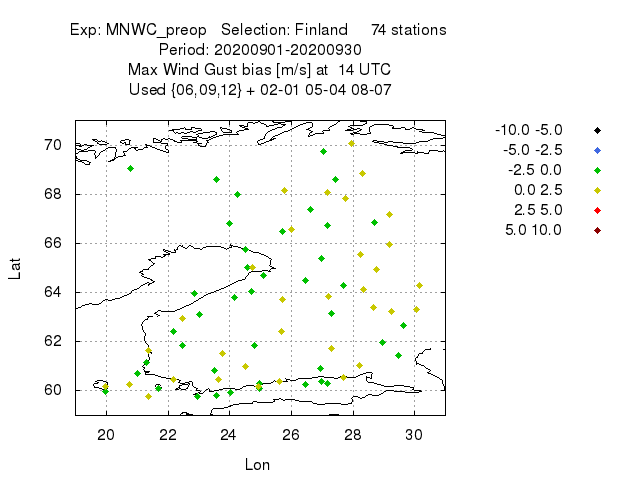 Exp: MNWC_preop   Selection: Finland     74 stations
Period: 20200901-20200930
Max Wind Gust bias [m/s] at  14 UTC
Used {06,09,12} + 02-01 05-04 08-07
-10.0 -5.0
-5.0 -2.5
-2.5 0.0
0.0 2.5
2.5 5.0
5.0 10.0
70
68
66
64
62
60
Lat
20 22 24 26 28 30
Lon